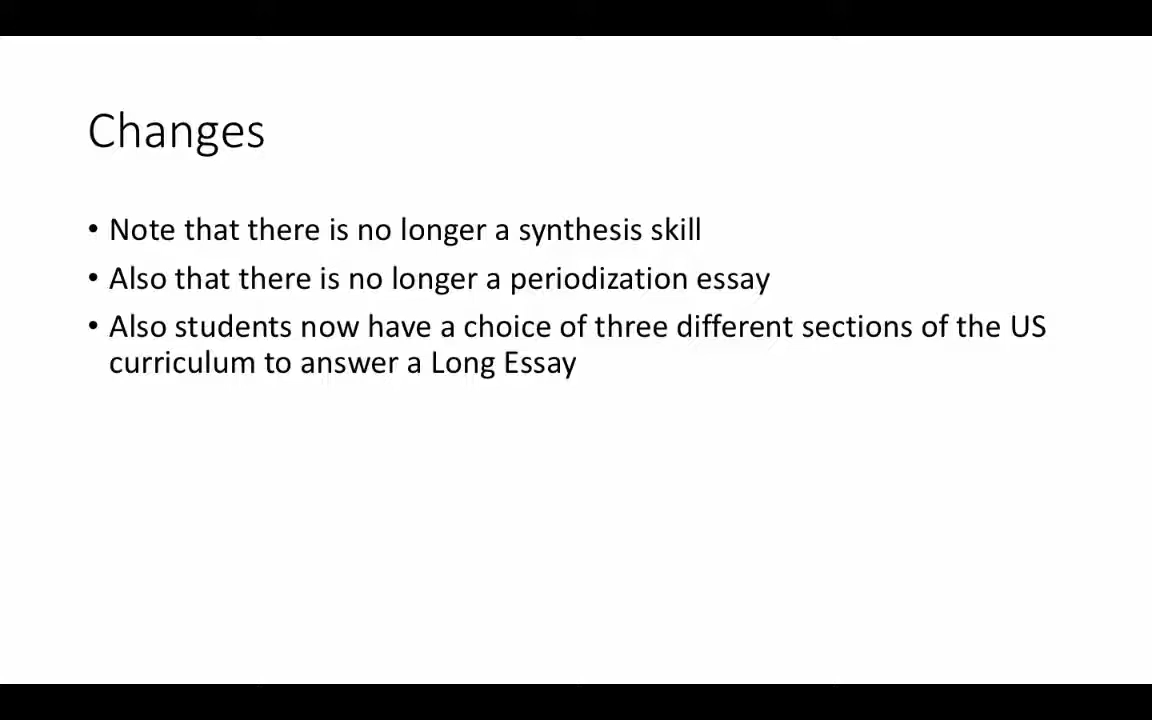 Changes
• Note that there is no longer a synthesis skill
• Also that there is no longer a periodization essay
• Also students now have a choice of three different sections of the US
curriculum to answer a Long Essay